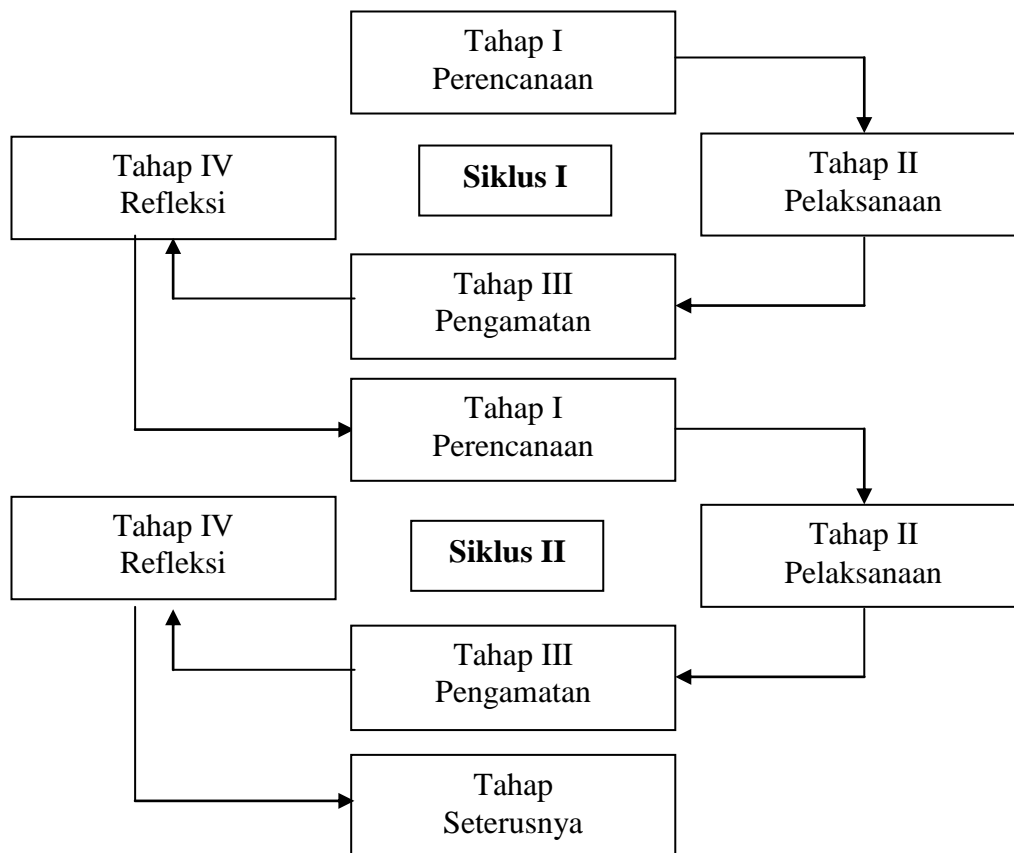 Tahap I
Perencanaan
Tahap IV
Refleksi
Siklus I
Tahap II
Pelaksanaan
Tahap III
Pengamatan
Tahap I
Perencanaan
Tahap IV
Refleksi
Siklus II
Tahap II
Pelaksanaan
Tahap III
Pengamatan
Tahap
Seterusnya